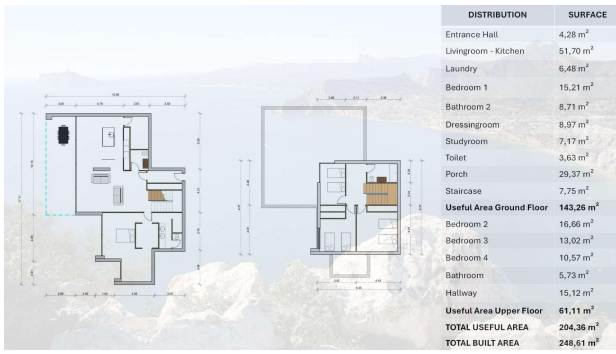 DISTRIBUTION SURFACE
Entrance Hall 4,28 m²
Livingroom - Kitchen 51,70 m²
Laundry 6,48 m²
Bedroom 1 15,21 m²
Bathroom 2 8,71 m²
Dressingroom 8,97 m²
Studyroom 7,17 m²
Toilet 3,63 m²
Porch 29,37 m²
Staircase 7,75 m²
Useful Area Ground Floor 143,26 m²
Bedroom 2 16,66 m²
Bedroom 3 13,02 m²
Bedroom 4 10,57 m²
Bathroom 5,73 m²
Hallway 15,12 m²
Useful Area Upper Floor 61,11 m²
TOTAL USEFUL AREA 204,36 m²
TOTAL BUILT AREA 248,61 m²